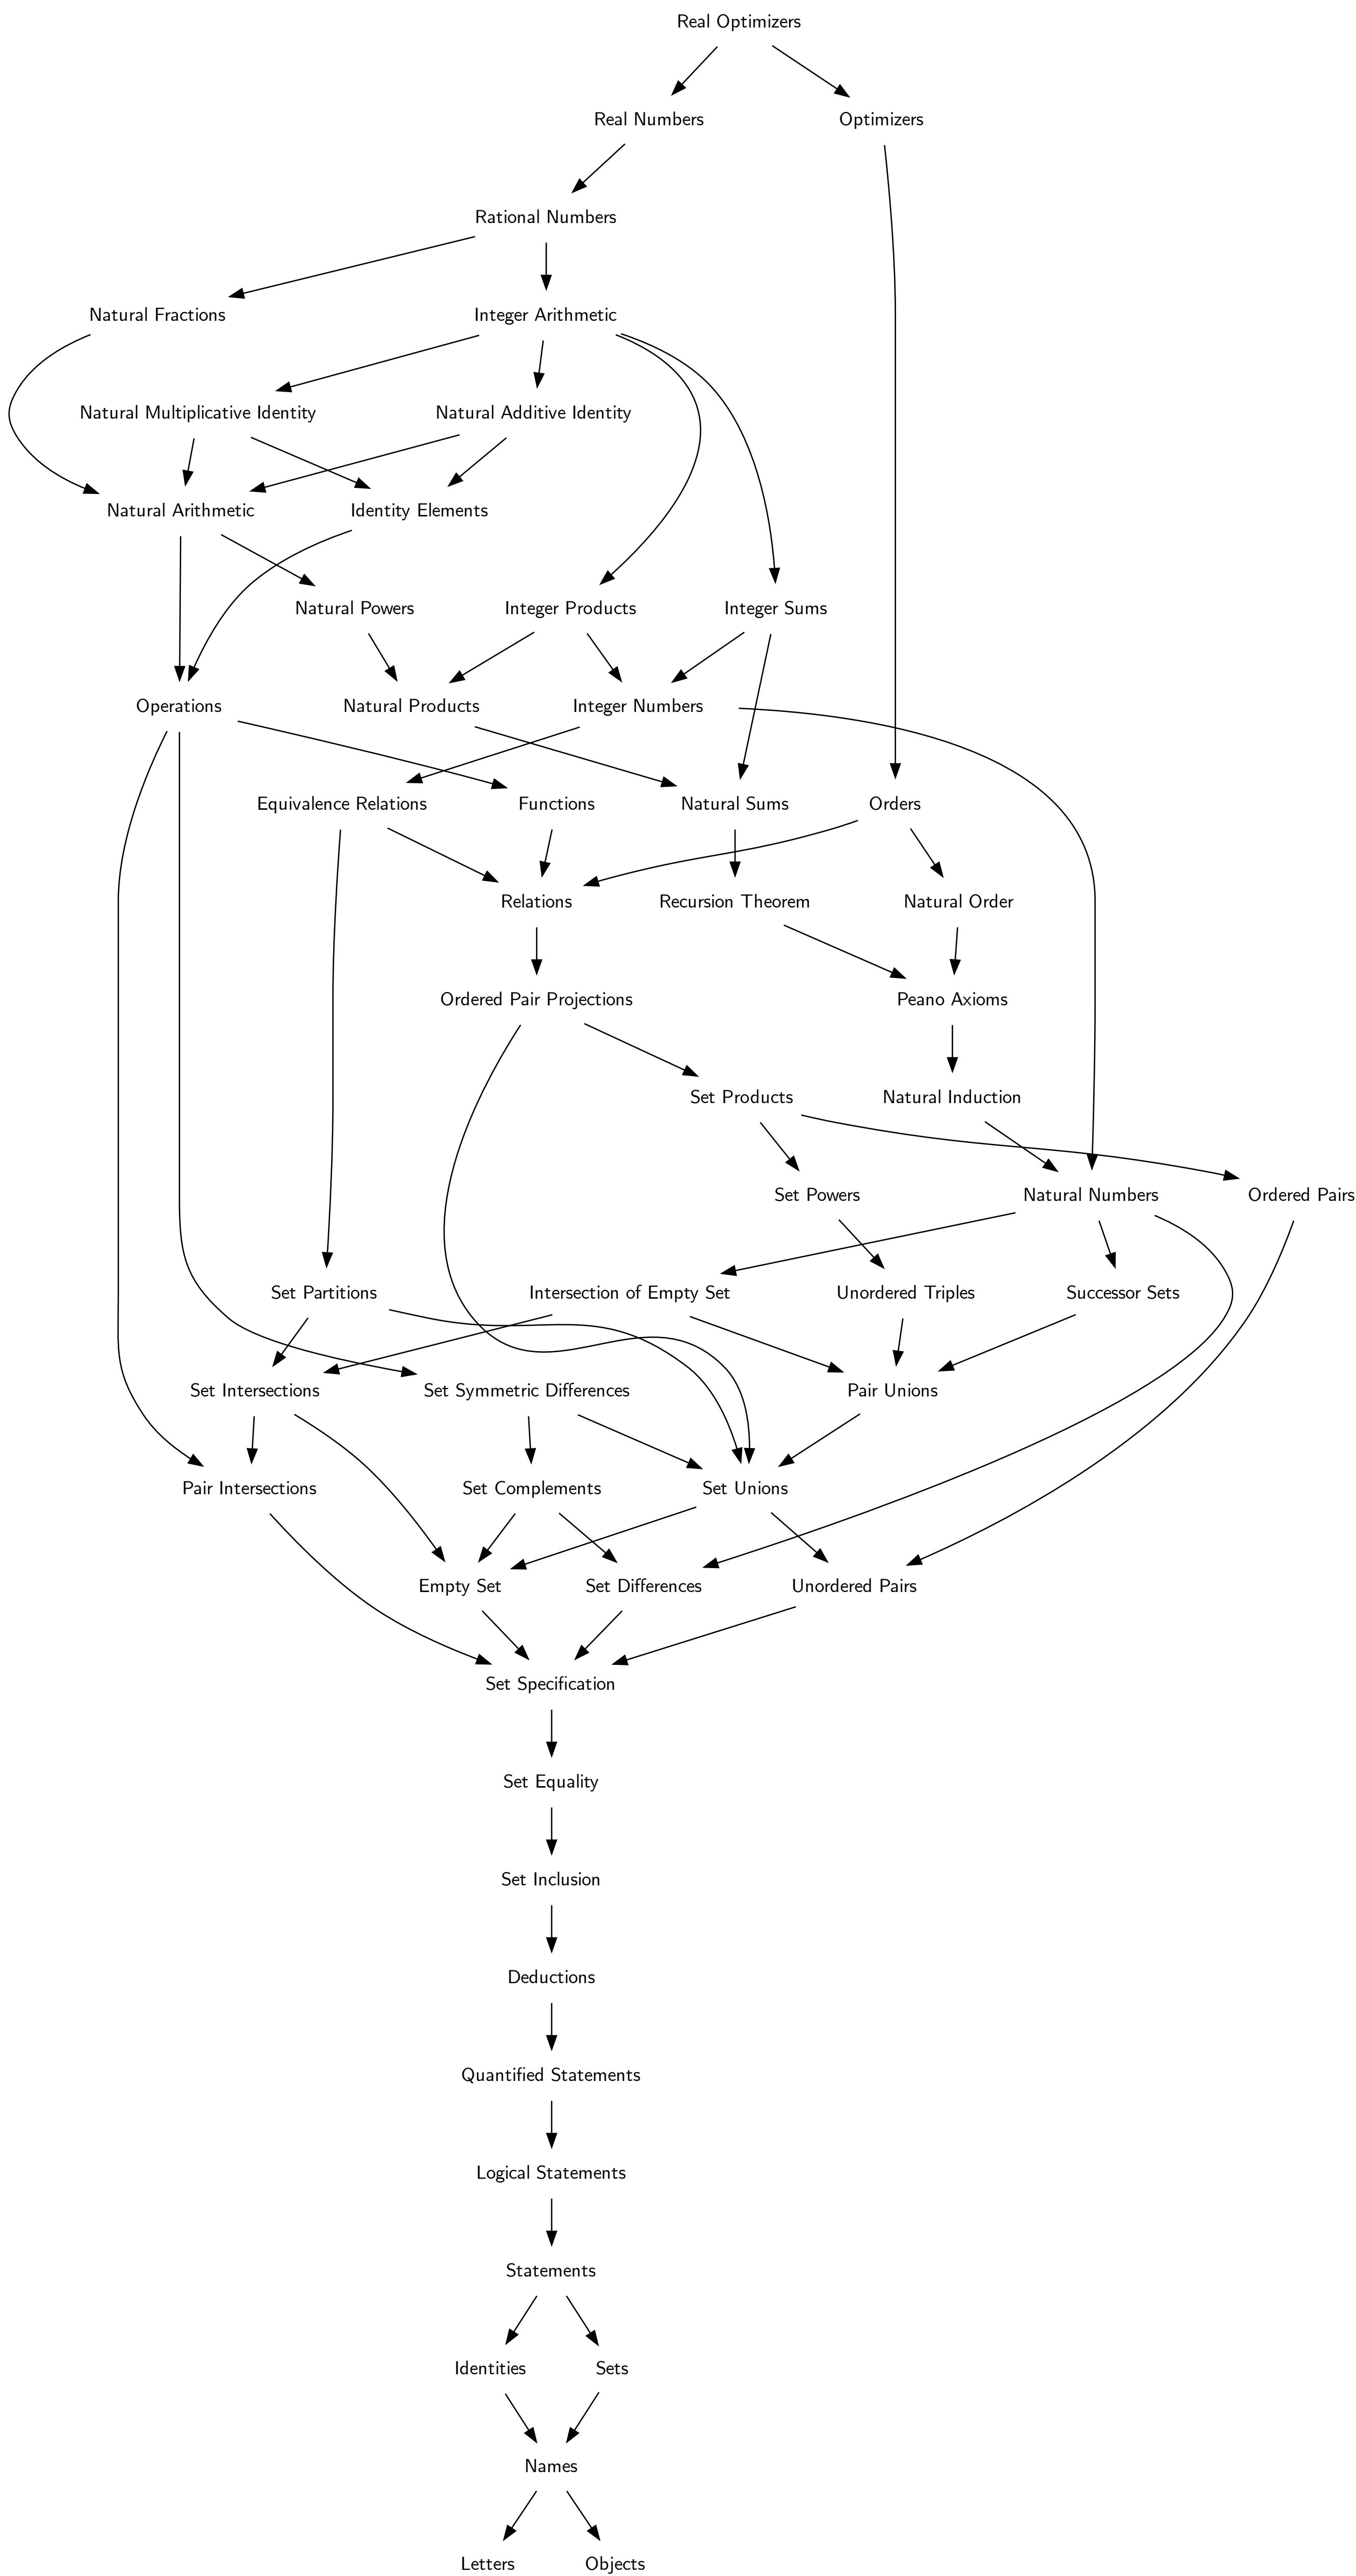 Real Optimizers
Real Numbers
Optimizers
Rational Numbers
Natural Fractions
Integer Arithmetic
Natural Multiplicative Identity
Natural Additive Identity
Natural Arithmetic
Identity Elements
Natural Powers
Integer Products
Integer Sums
Operations
Natural Products
Integer Numbers
Equivalence Relations
Functions
Natural Sums
Orders
Relations
Recursion Theorem
Natural Order
Ordered Pair Projections
Peano Axioms
Set Products
Natural Induction
Set Powers
Natural Numbers
Ordered Pairs
Set Partitions
Intersection of Empty Set
Unordered Triples
Successor Sets
Set Intersections
Set Symmetric Differences
Pair Unions
Pair Intersections
Set Complements
Set Unions
Empty Set
Set Differences
Unordered Pairs
Set Specification
Set Equality
Set Inclusion
Deductions
Quantified Statements
Logical Statements
Statements
Identities
Sets
Names
Letters
Objects